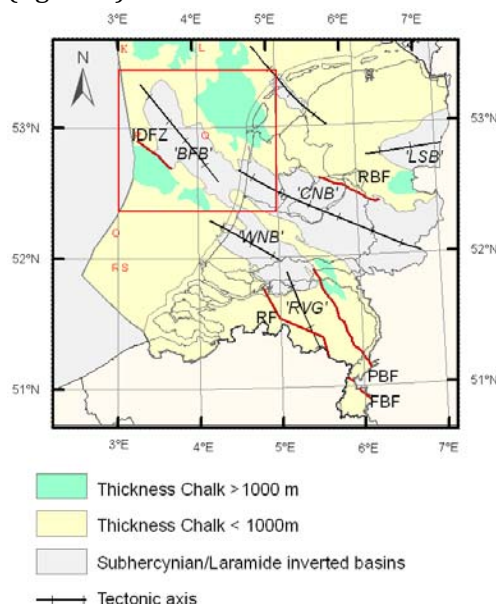 3°E 4°E 5°E 6°E 7°E
K L
N
53°N 53°N
IDFZ 'BFB' Q 'LSB'
RBF
'CNB'
52°N 'WNB' 52°N
Q
R S
'RVG'
RF
51°N PBF 51°N
FBF
3°E 4°E 5°E 6°E 7°E
Thickness Chalk >1000 m
Thickness Chalk < 1000m
Subhercynian/Laramide inverted basins
Tectonic axis